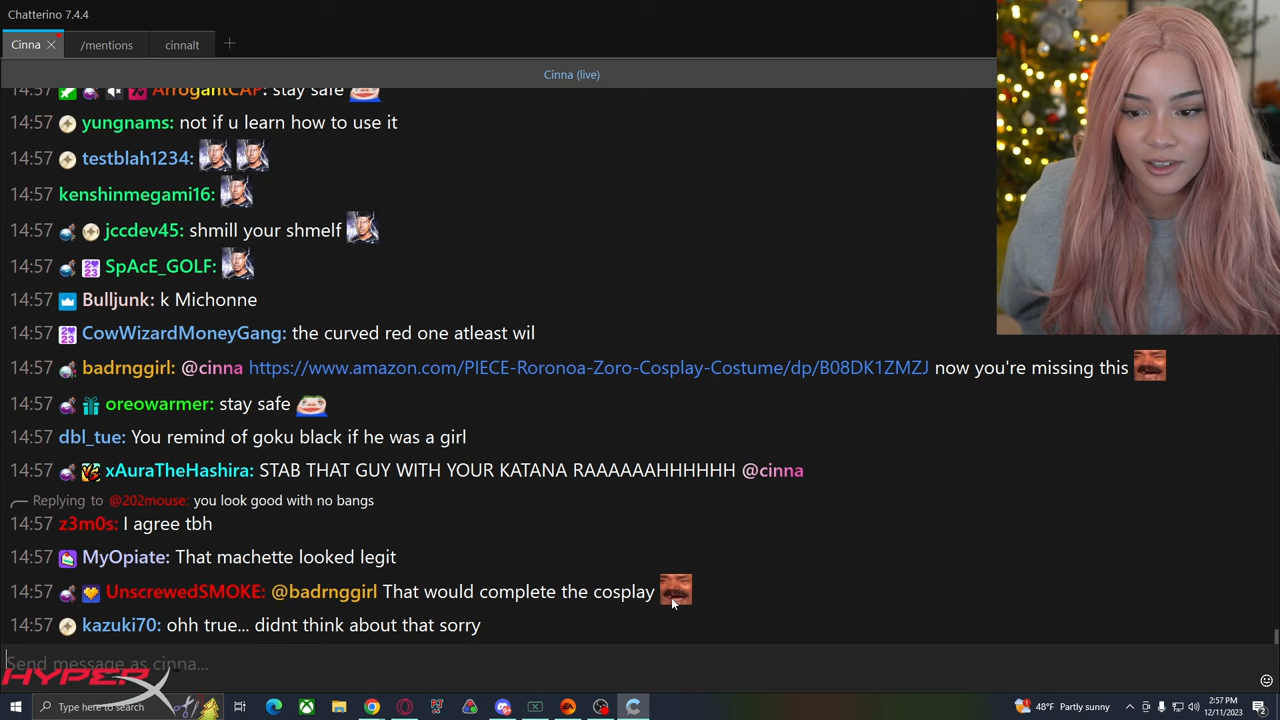 Chatterino 7.4.4
Cinna
/mentions
cinnalt
Cinna (live)
14:57 ArrogantCAP: stay safe
14:57 yungnams: not if u learn how to use it
14:57 testblah1234:
14:57 kenshinmegami16:
14:57 jccdev45: shmill your shmelf
14:57 2023 SpAcE_GOLF:
14:57 Bulljunk: k Michonne
14:57 2023 CowWizardMoneyGang: the curved red one atleast wil
14:57 badrnggirl: @cinna https://www.amazon.com/PIECE-Roronoa-Zoro-Cosplay-Costume/dp/B08DK1ZMZJ now you're missing this
14:57 oreowarmer: stay safe
14:57 dbl_tue: You remind of goku black if he was a girl
14:57 xAuraTheHashira: STAB THAT GUY WITH YOUR KATANA RAAAAAAHHHHHH @cinna
Replying to @202mouse: you look good with no bangs
14:57 z3m0s: I agree tbh
14:57 MyOpiate: That machette looked legit
14:57 UnscrewedSMOKE: @badrnggirl That would complete the cosplay
14:57 kazuki70: ohh true... didnt think about that sorry
Send message as cinna...
HYPERX
Type here to search
48°F Partly sunny
2:57 PM
12/11/2023
2